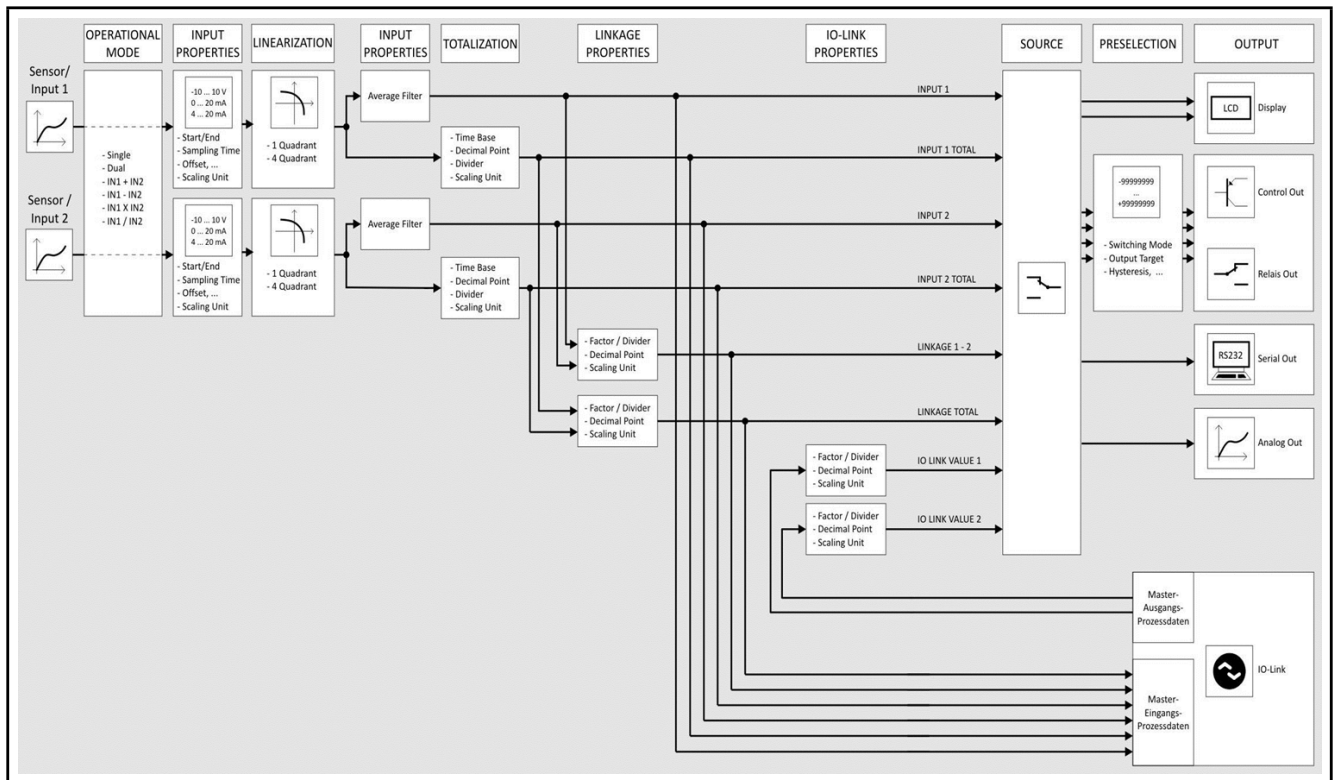 OPERATIONAL
MODE
INPUT
PROPERTIES
LINEARIZATION
INPUT
PROPERTIES
TOTALIZATION
LINKAGE
PROPERTIES
IO-LINK
PROPERTIES
SOURCE
PRESELECTION
OUTPUT
Sensor/
Input 1
- Single
- Dual
- IN1 + IN2
- IN1 - IN2
- IN1 X IN2
- IN1 / IN2
-10 ... 10 V
0 ... 20 mA
4 ... 20 mA
- Start/End
- Sampling Time
- Offset, ...
- Scaling Unit
- 1 Quadrant
- 4 Quadrant
Average Filter
- Time Base
- Decimal Point
- Divider
- Scaling Unit
INPUT 1
INPUT 1 TOTAL
Sensor /
Input 2
-10 ... 10 V
0 ... 20 mA
4 ... 20 mA
- Start/End
- Sampling Time
- Offset, ...
- Scaling Unit
- 1 Quadrant
- 4 Quadrant
Average Filter
- Time Base
- Decimal Point
- Divider
- Scaling Unit
INPUT 2
INPUT 2 TOTAL
- Factor / Divider
- Decimal Point
- Scaling Unit
LINKAGE 1 - 2
- Factor / Divider
- Decimal Point
- Scaling Unit
LINKAGE TOTAL
- Factor / Divider
- Decimal Point
- Scaling Unit
IO LINK VALUE 1
- Factor / Divider
- Decimal Point
- Scaling Unit
IO LINK VALUE 2
LCD
Display
-99999999
...
+99999999
- Switching Mode
- Output Target
- Hysteresis, ...
Control Out
Relais Out
RS232
Serial Out
Analog Out
Master-
Ausgangs-
Prozessdaten
Master-
Eingangs-
Prozessdaten
IO-Link